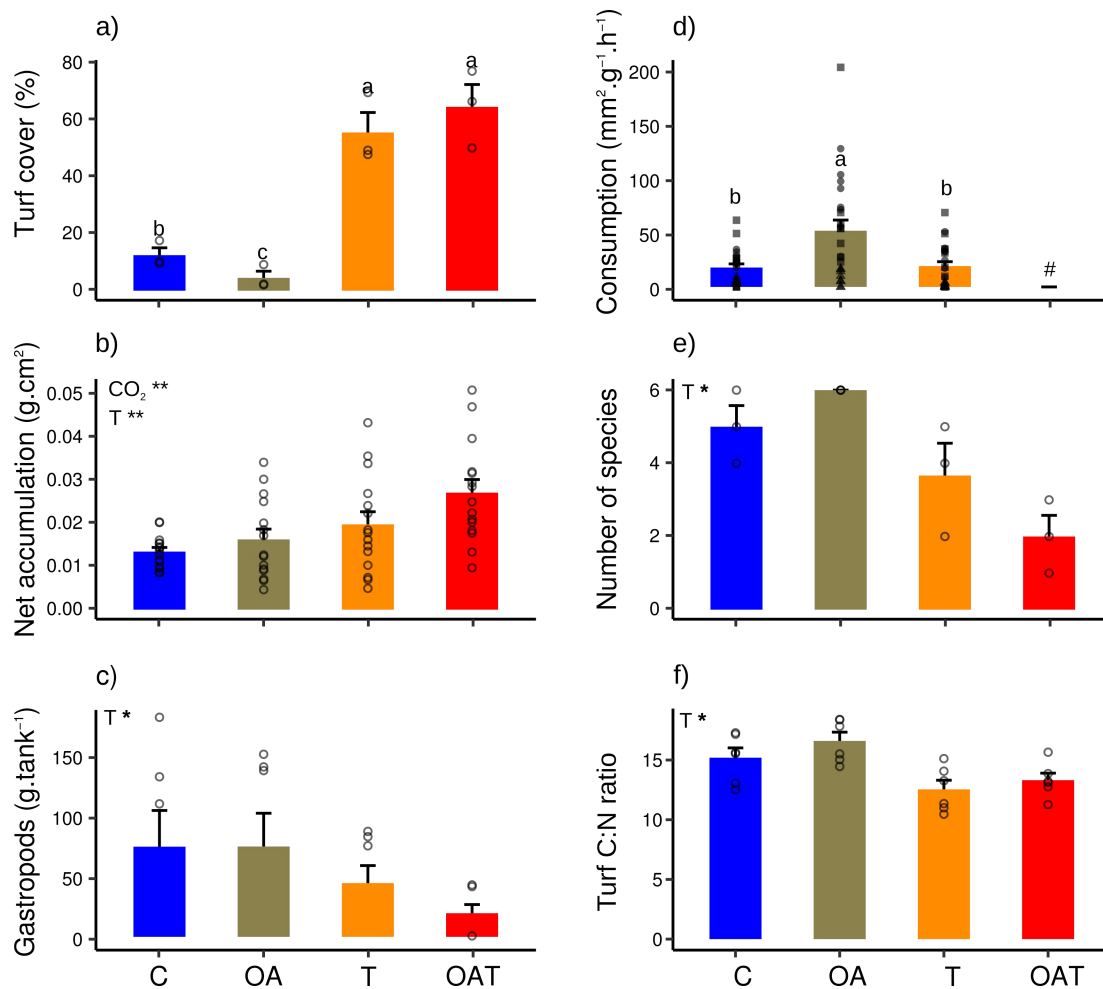 a)
Turf cover (%)
80
60
40
20
0
b
c
a
a
b)
Net accumulation (g.cm²)
0.05
0.04
0.03
0.02
0.01
0.00
CO₂ **
T **
c)
Gastropods (g.tank⁻¹)
150
100
50
0
T *
C OA T OAT
d)
Consumption (mm².g⁻¹.h⁻¹)
200
150
100
50
0
b
a
b
#
e)
Number of species
6
4
2
0
T *
f)
Turf C:N ratio
15
10
5
0
T *
C OA T OAT